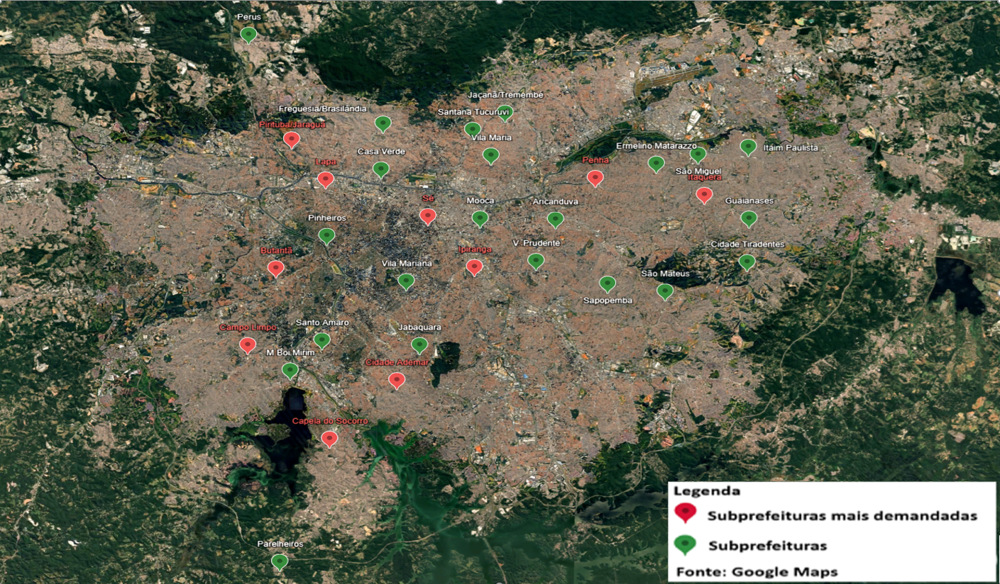 Perus
Jaçanã/Tremembé
Freguesia/Brasilândia
Santana Tucuruvi
Pirituba/Jaraguá
Vila Maria
Ermelino Matarazzo
Itaim Paulista
Casa Verde
Lapa
Penha
São Miguel
Itaquera
Sé
Mooca
Aricanduva
Guaianases
Pinheiros
V. Prudente
Cidade Tiradentes
Butantã
Ipiranga
Vila Mariana
São Mateus
Sapopemba
Santo Amaro
Campo Limpo
Jabaquara
M Boi Mirim
Cidade Ademar
Capela do Socorro
Parelheiros
Legenda
Subprefeituras mais demandadas
Subprefeituras
Fonte: Google Maps